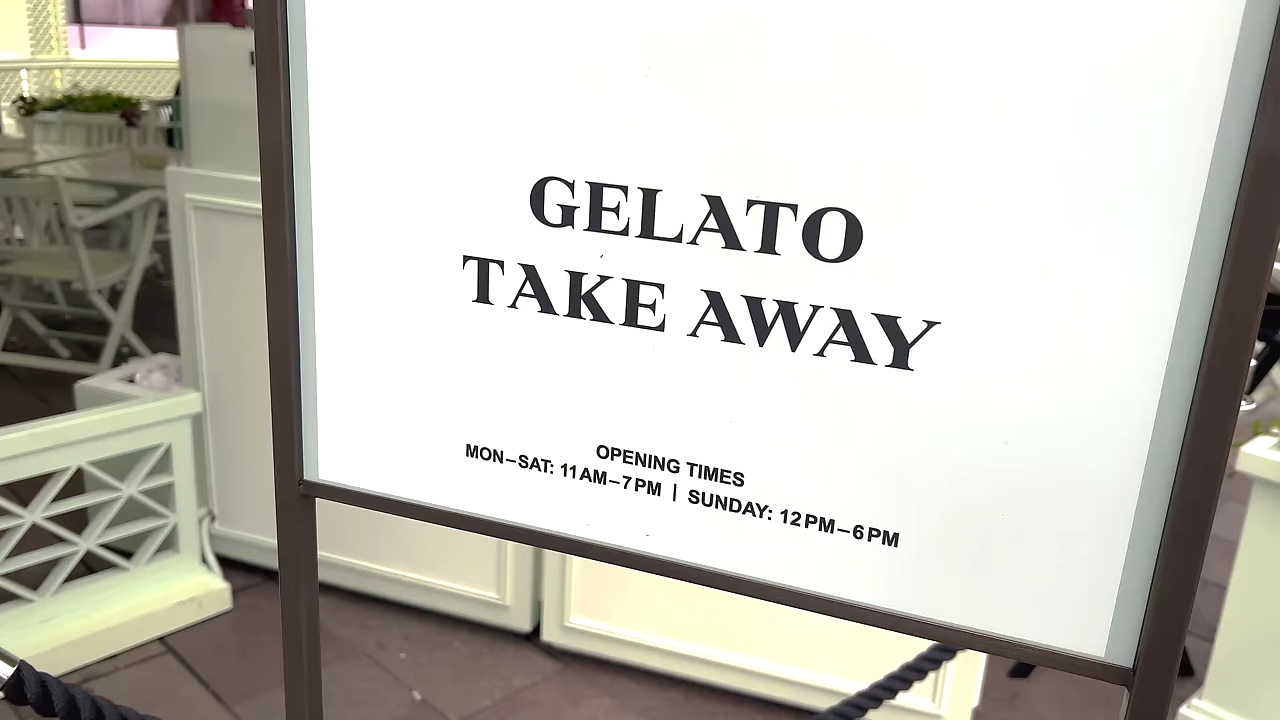 GELATO
TAKE AWAY
OPENING TIMES
MON–SAT: 11AM–7PM | SUNDAY: 12PM–6PM